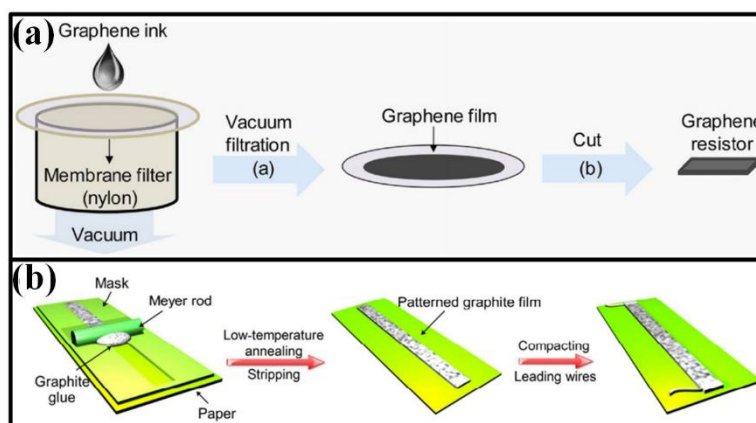 (a)
Graphene ink
Membrane filter
(nylon)
Vacuum
Vacuum
filtration
(a)
Graphene film
Cut
(b)
Graphene
resistor
(b)
Mask
Meyer rod
Graphite
glue
Paper
Low-temperature
annealing
Stripping
Patterned graphite film
Compacting
Leading wires